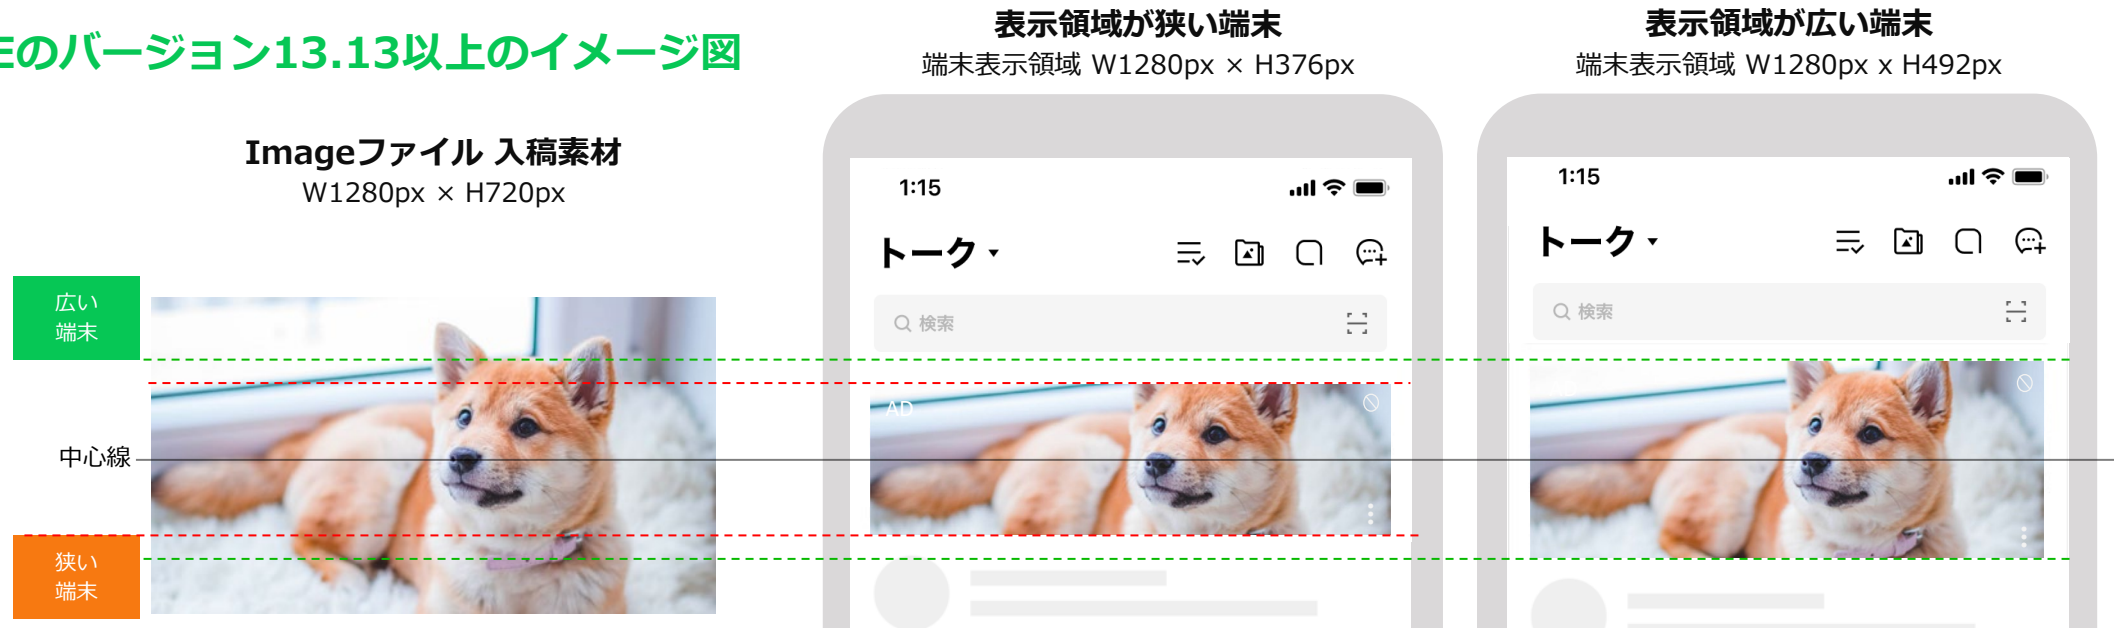 のバージョン13.13以上のイメージ図
Imageファイル 入稿素材
W1280px × H720px
広い
端末
中心線
狭い
端末
表示領域が狭い端末
端末表示領域 W1280px × H376px
1:15
トーク
検索
AD
表示領域が広い端末
端末表示領域 W1280px x H492px
1:15
トーク
検索